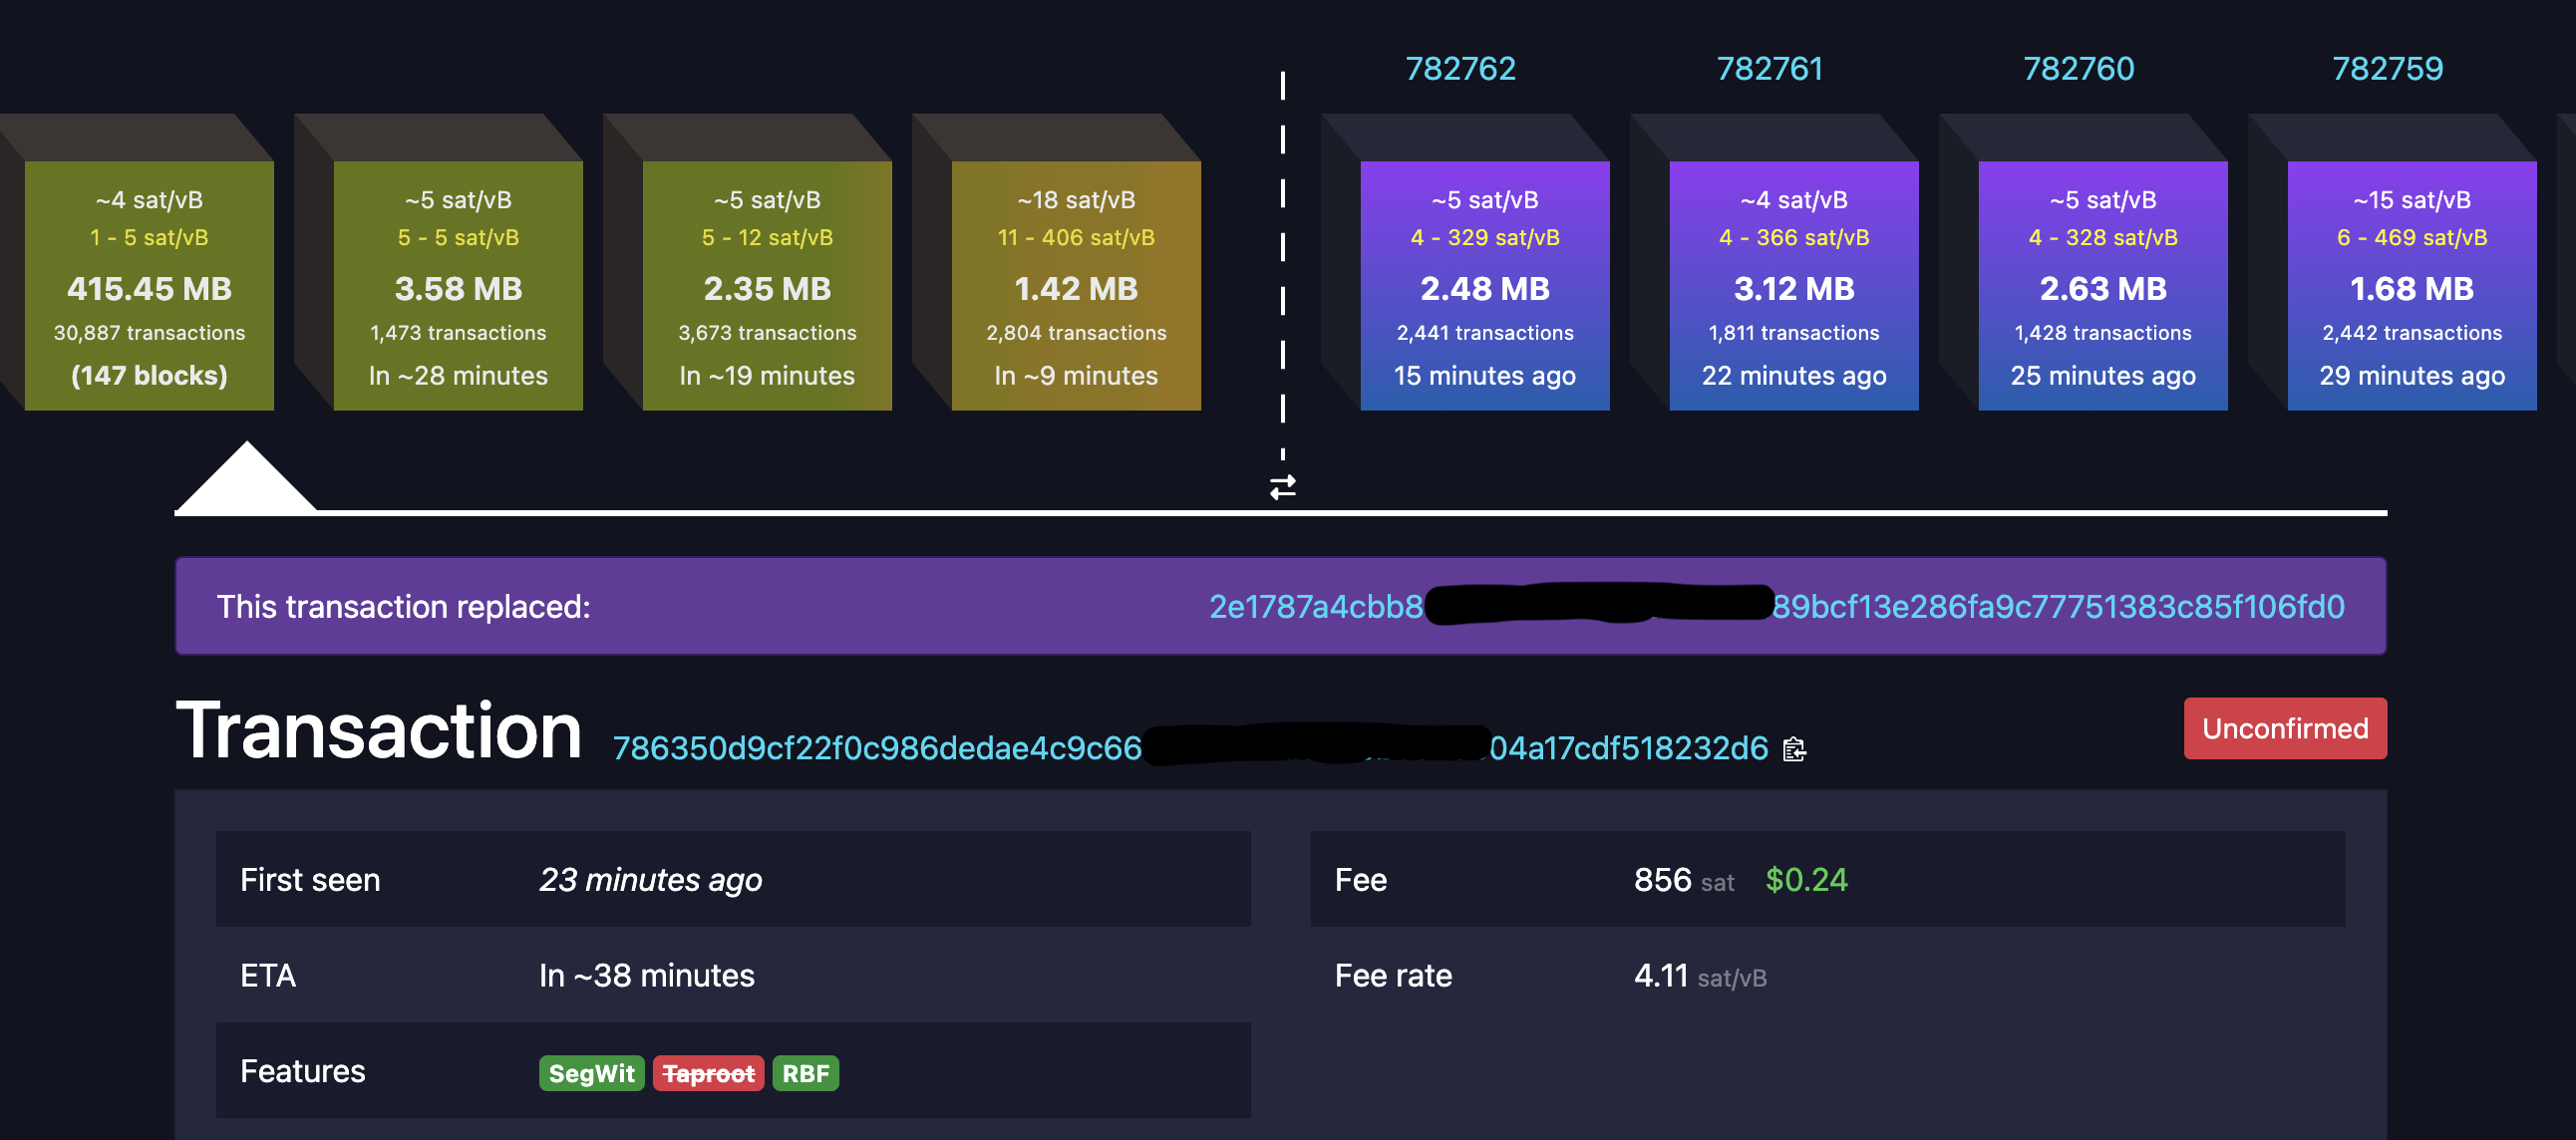 782762
782761
782760
782759
~4 sat/vB
1 - 5 sat/vB
415.45 MB
30,887 transactions
(147 blocks)
~5 sat/vB
5 - 5 sat/vB
3.58 MB
1,473 transactions
In ~28 minutes
~5 sat/vB
5 - 12 sat/vB
2.35 MB
3,673 transactions
In ~19 minutes
~18 sat/vB
11 - 406 sat/vB
1.42 MB
2,804 transactions
In ~9 minutes
~5 sat/vB
4 - 329 sat/vB
2.48 MB
2,441 transactions
15 minutes ago
~4 sat/vB
4 - 366 sat/vB
3.12 MB
1,811 transactions
22 minutes ago
~5 sat/vB
4 - 328 sat/vB
2.63 MB
1,428 transactions
25 minutes ago
~15 sat/vB
6 - 469 sat/vB
1.68 MB
2,442 transactions
29 minutes ago
This transaction replaced: 2e1787a4cbb8 89bcf13e286fa9c77751383c85f106fd0
Transaction 786350d9cf22f0c986dedae4c9c66 04a17cdf518232d6 Unconfirmed
First seen 23 minutes ago
ETA In ~38 minutes
Features SegWit Taproot RBF
Fee 856 sat $0.24
Fee rate 4.11 sat/vB